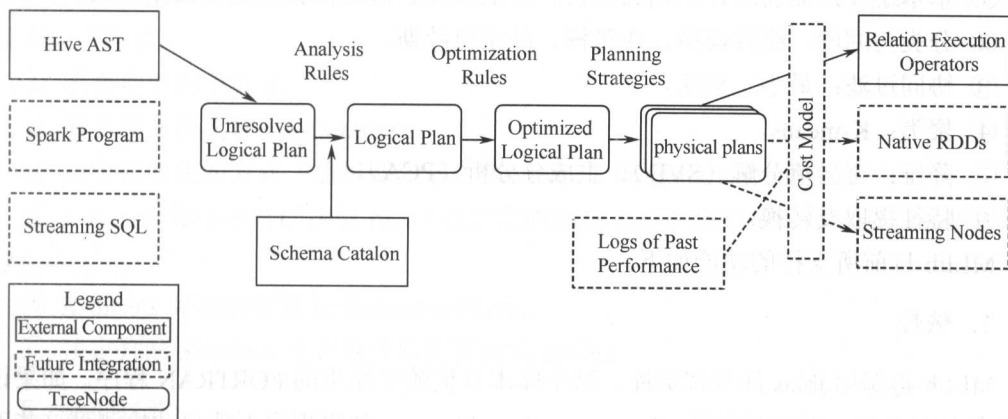 Hive AST
Spark Program
Streaming SQL
Analysis
Rules
Optimization
Rules
Planning
Strategies
Unresolved
Logical Plan
Logical Plan
Optimized
Logical Plan
physical plans
Schema Catalon
Logs of Past
Performance
Cost Model
Relation Execution
Operators
Native RDDs
Streaming Nodes
Legend
External Component
Future Integration
TreeNode